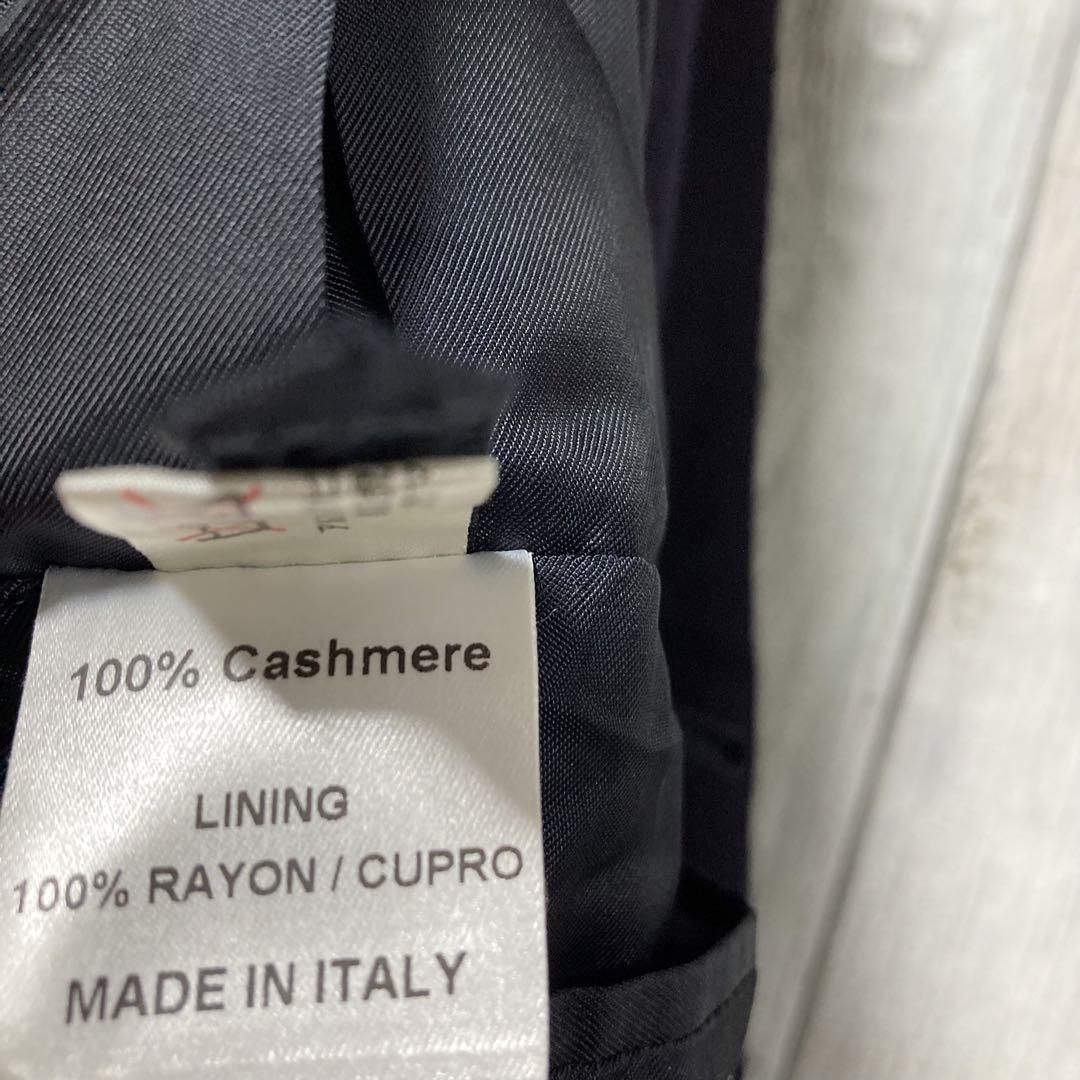 100% Cashmere
LINING
100% RAYON / CUPRO
MADE IN ITALY